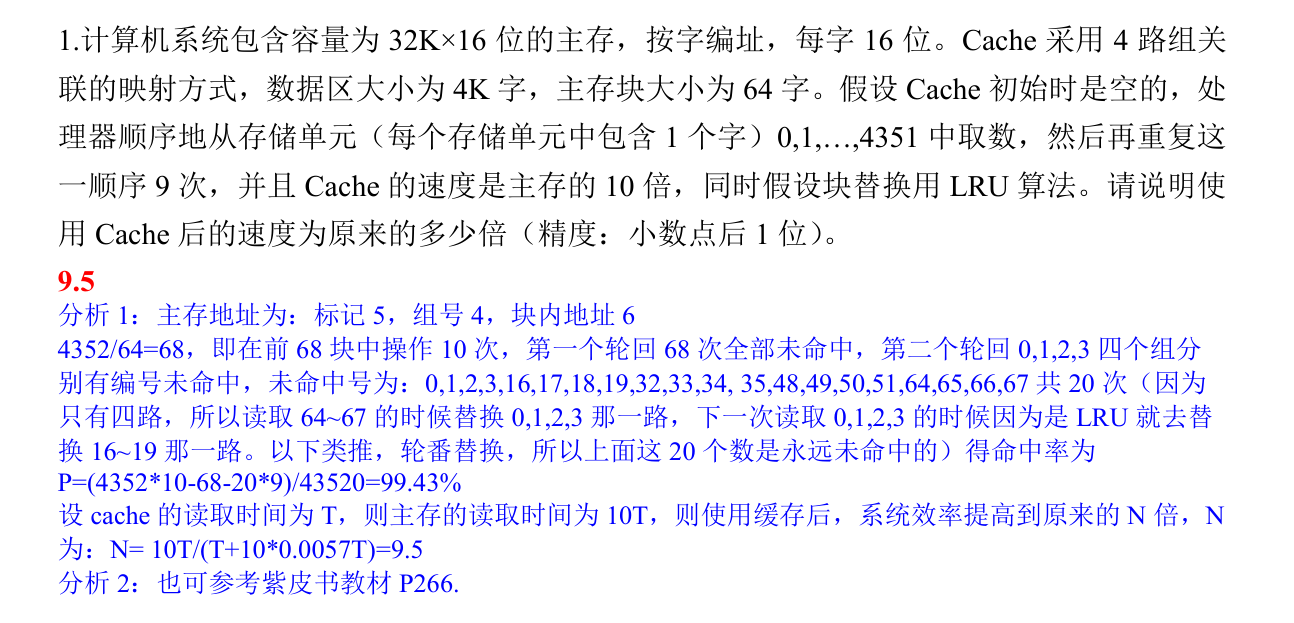 1.计算机系统包含容量为 32K×16 位的主存，按字编址，每字 16 位。Cache 采用 4 路组关
联的映射方式，数据区大小为 4K 字，主存块大小为 64 字。假设 Cache 初始时是空的，处
理器顺序地从存储单元（每个存储单元中包含 1 个字）0,1,…,4351 中取数，然后再重复这
一顺序 9 次，并且 Cache 的速度是主存的 10 倍，同时假设块替换用 LRU 算法。请说明使
用 Cache 后的速度为原来的多少倍（精度：小数点后 1 位）。
9.5
分析 1：主存地址为：标记 5，组号 4，块内地址 6
4352/64=68，即在前 68 块中操作 10 次，第一个轮回 68 次全部未命中，第二个轮回 0,1,2,3 四个组分
别有编号未命中，未命中号为：0,1,2,3,16,17,18,19,32,33,34, 35,48,49,50,51,64,65,66,67 共 20 次（因为
只有四路，所以读取 64~67 的时候替换 0,1,2,3 那一路，下一次读取 0,1,2,3 的时候因为是 LRU 就去替
换 16~19 那一路。以下类推，轮番替换，所以上面这 20 个数是永远未命中的）得命中率为
P=(4352*10-68-20*9)/43520=99.43%
设 cache 的读取时间为 T，则主存的读取时间为 10T，则使用缓存后，系统效率提高到原来的 N 倍，N
为：N= 10T/(T+10*0.0057T)=9.5
分析 2：也可参考紫皮书教材 P266.